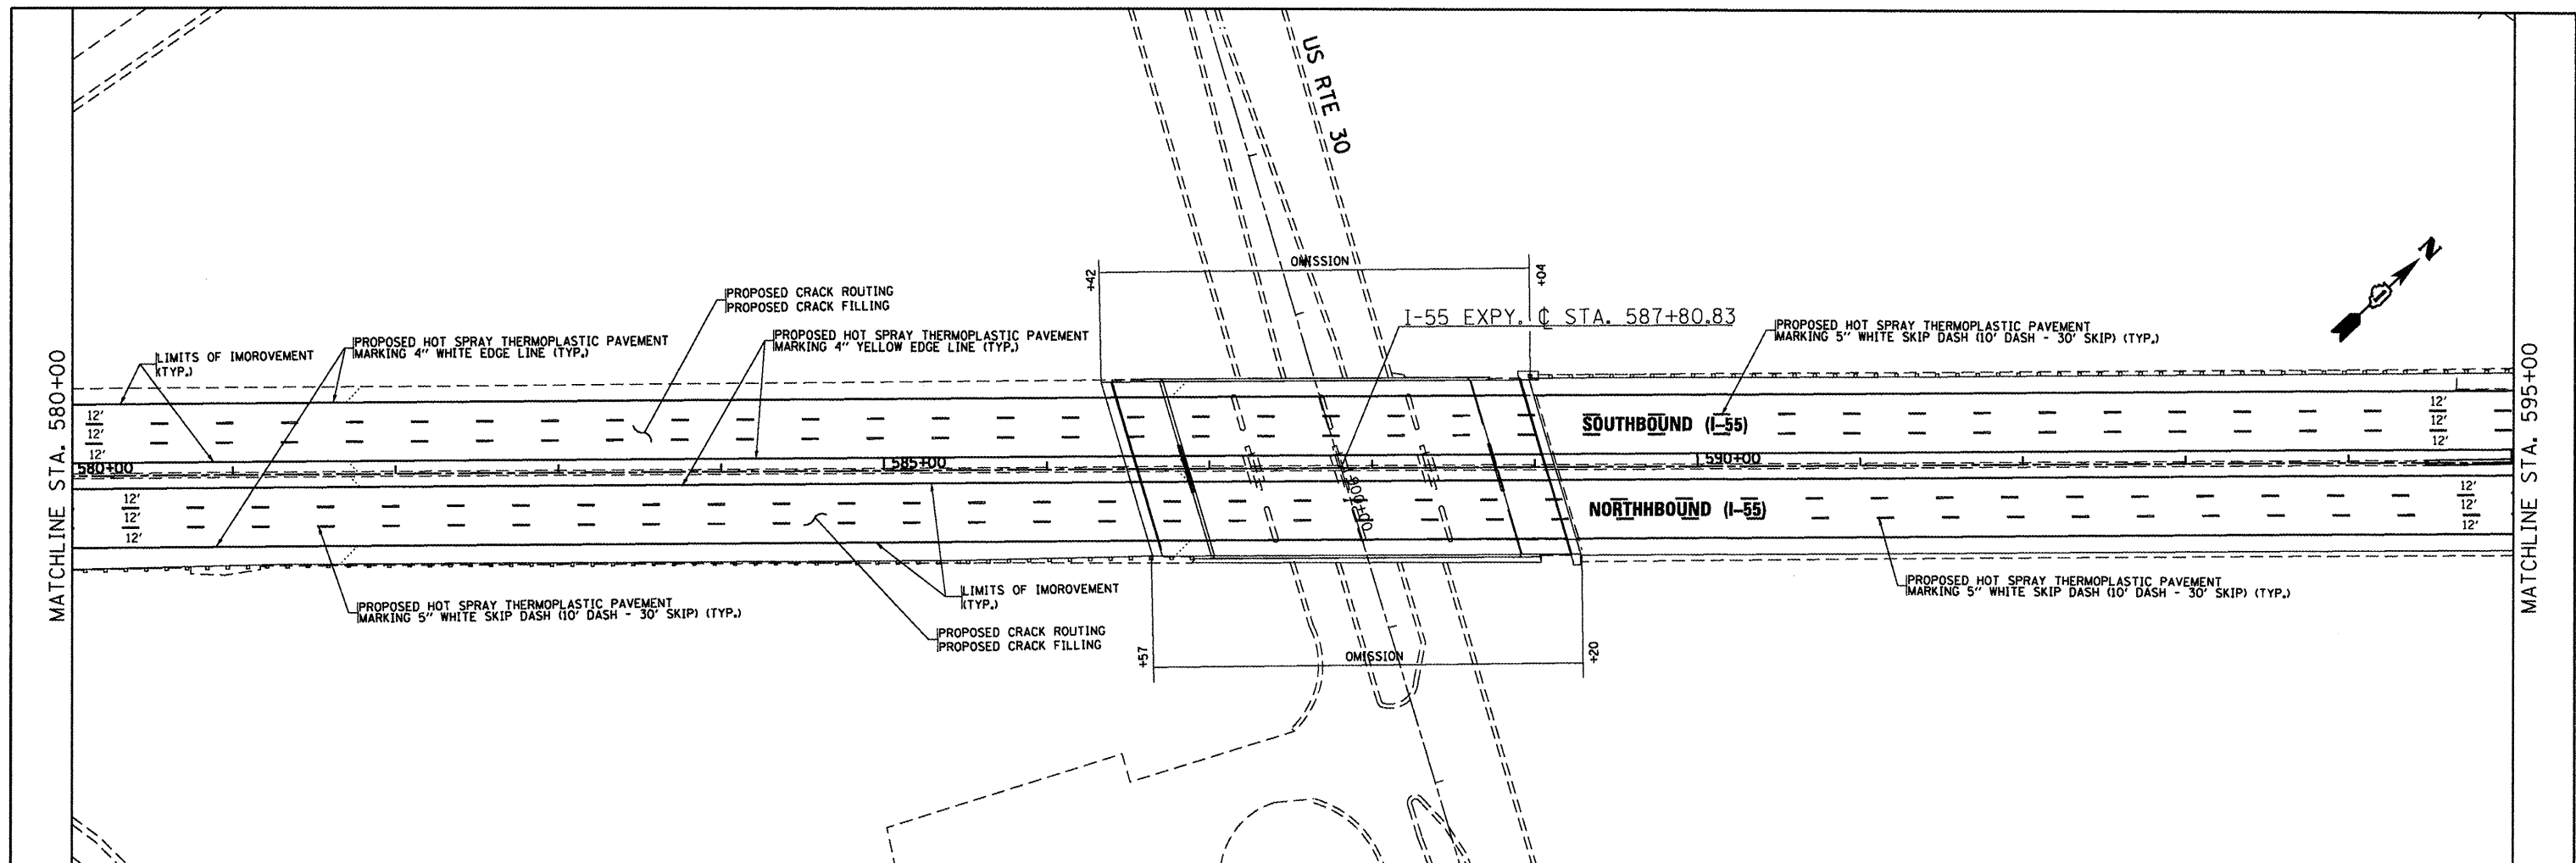 US RTE 30
N
OMISSION
+42
+04
I-55 EXPY. ℄ STA. 587+80.83
PROPOSED CRACK ROUTING
PROPOSED CRACK FILLING
PROPOSED HOT SPRAY THERMOPLASTIC PAVEMENT
MARKING 4" WHITE EDGE LINE (TYP.)
PROPOSED HOT SPRAY THERMOPLASTIC PAVEMENT
MARKING 4" YELLOW EDGE LINE (TYP.)
PROPOSED HOT SPRAY THERMOPLASTIC PAVEMENT
MARKING 5" WHITE SKIP DASH (10' DASH - 30' SKIP) (TYP.)
LIMITS OF IMOROVEMENT
(TYP.)
MATCHLINE STA. 580+00
MATCHLINE STA. 595+00
12'
12'
12'
SOUTHBOUND (I-55)
12'
12'
12'
580+00
585+00
590+00
12'
12'
12'
NORTHHBOUND (I-55)
12'
12'
12'
PROPOSED HOT SPRAY THERMOPLASTIC PAVEMENT
MARKING 5" WHITE SKIP DASH (10' DASH - 30' SKIP) (TYP.)
LIMITS OF IMOROVEMENT
(TYP.)
PROPOSED HOT SPRAY THERMOPLASTIC PAVEMENT
MARKING 5" WHITE SKIP DASH (10' DASH - 30' SKIP) (TYP.)
PROPOSED CRACK ROUTING
PROPOSED CRACK FILLING
+57
OMISSION
+20